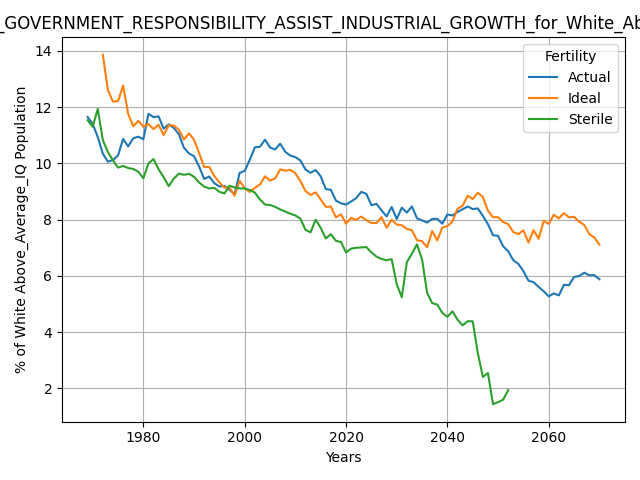 _GOVERNMENT_RESPONSIBILITY_ASSIST_INDUSTRIAL_GROWTH_for_White_Ab
% of White Above_Average_IQ Population
14
12
10
8
6
4
2
Fertility
Actual
Ideal
Sterile
1980
2000
2020
2040
2060
Years